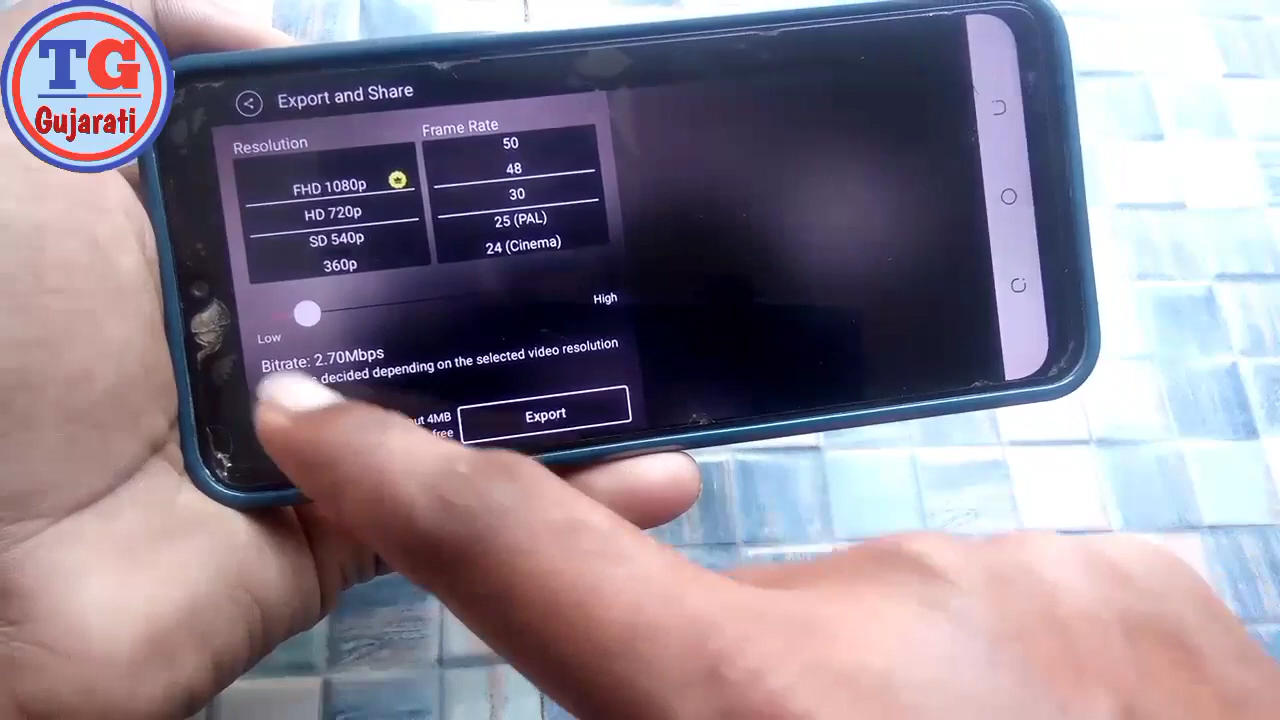 TG
Gujarati
Export and Share
Resolution
Frame Rate
FHD 1080p
HD 720p
SD 540p
360p
50
48
30
25 (PAL)
24 (Cinema)
Low
High
Bitrate: 2.70Mbps
decided depending on the selected video resolution
4MB
free
Export